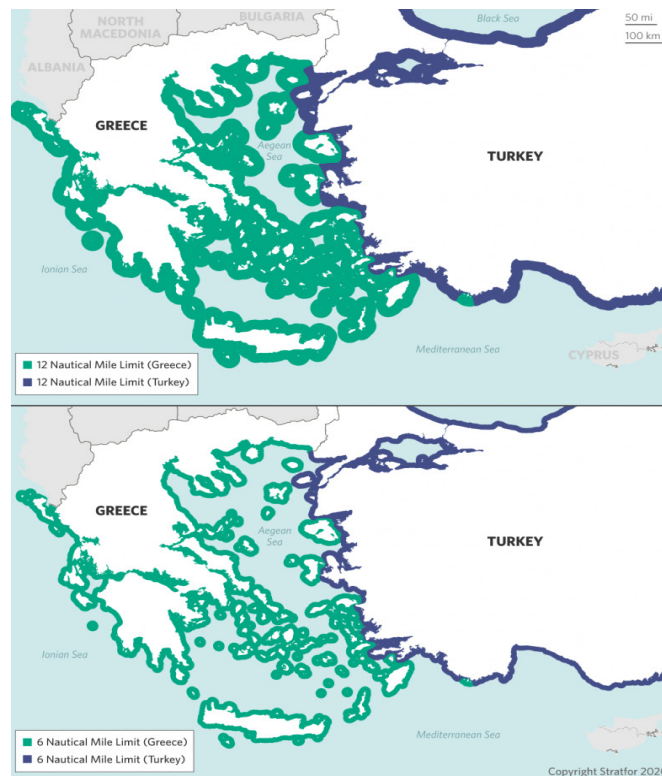 NORTH
MACEDONIA
BULGARIA
Black Sea
50 mi
100 km
ALBANIA
GREECE
Aegean
Sea
TURKEY
Ionian Sea
Mediterranean Sea
CYPRUS
12 Nautical Mile Limit (Greece)
12 Nautical Mile Limit (Turkey)
GREECE
Aegean
Sea
TURKEY
Ionian Sea
Mediterranean Sea
6 Nautical Mile Limit (Greece)
6 Nautical Mile Limit (Turkey)
Copyright Stratfor 2020